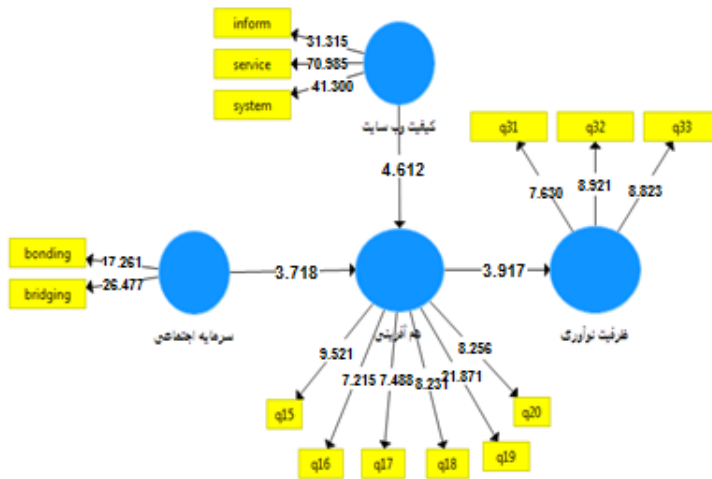 inform
31.315
service
70.985
system
41.300
کیفیت وب سایت
q31
q32
q33
4.612
7.630
8.921
8.823
bonding
17.261
bridging
26.477
3.718
3.917
سرمایه اجتماعی
هم آفرینی
ظرفیت نوآوری
9.521
7.215
7.488
8.231
21.871
8.256
q15
q16
q17
q18
q19
q20